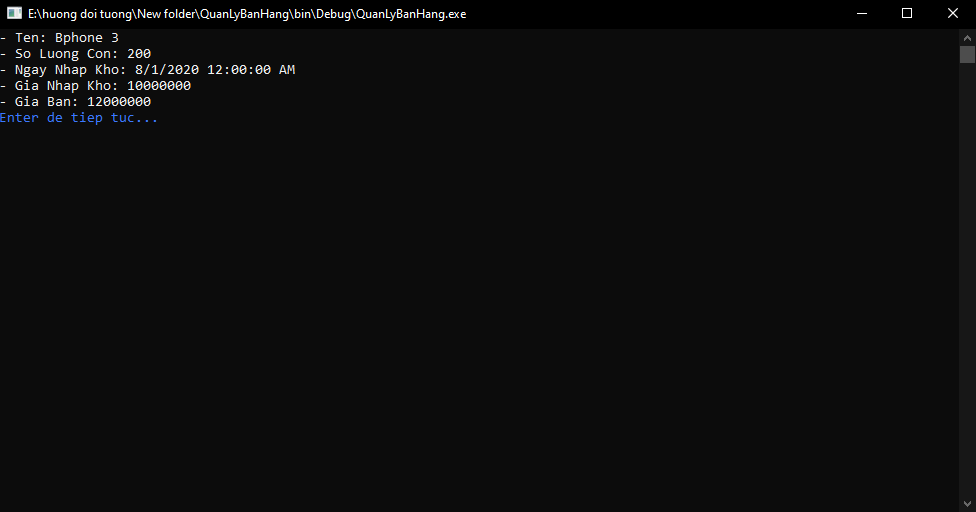 E:\huong doi tuong\New folder\QuanLyBanHang\bin\Debug\QuanLyBanHang.exe
- Ten: Bphone 3
- So Luong Con: 200
- Ngay Nhap Kho: 8/1/2020 12:00:00 AM
- Gia Nhap Kho: 10000000
- Gia Ban: 12000000
Enter de tiep tuc...